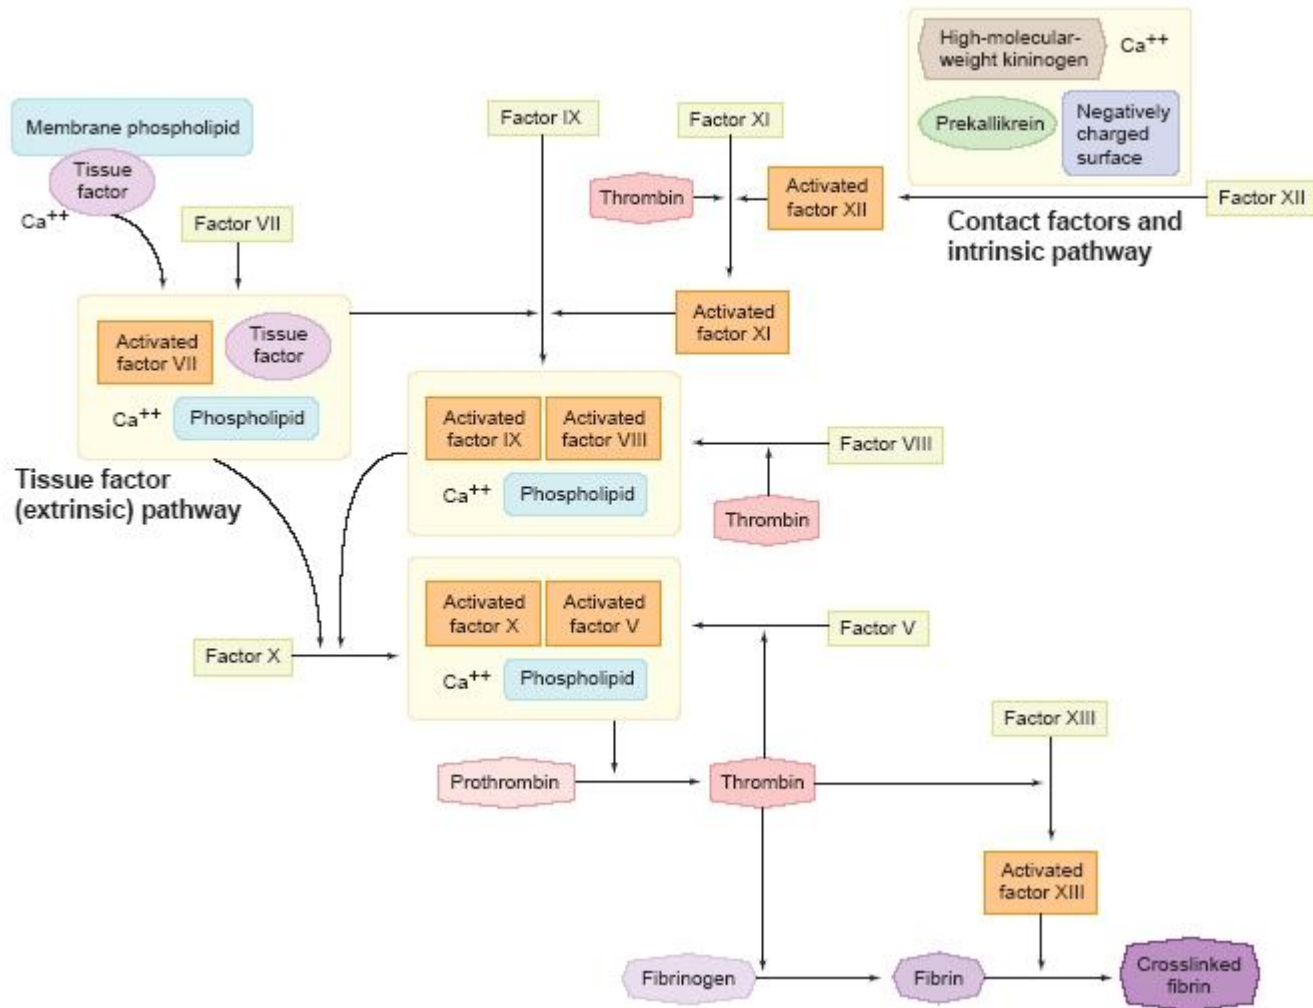 High-molecular-
weight kininogen
Ca++
Prekallikrein
Negatively
charged
surface
Factor IX
Factor XI
Membrane phospholipid
Tissue
factor
Ca++
Factor VII
Thrombin
Activated
factor XII
Factor XII
Contact factors and
intrinsic pathway
Activated
factor VII
Tissue
factor
Ca++
Phospholipid
Activated
factor XI
Tissue factor
(extrinsic) pathway
Activated
factor IX
Activated
factor VIII
Ca++
Phospholipid
Factor VIII
Thrombin
Factor X
Activated
factor X
Activated
factor V
Ca++
Phospholipid
Factor V
Factor XIII
Prothrombin
Thrombin
Activated
factor XIII
Fibrinogen
Fibrin
Crosslinked
fibrin